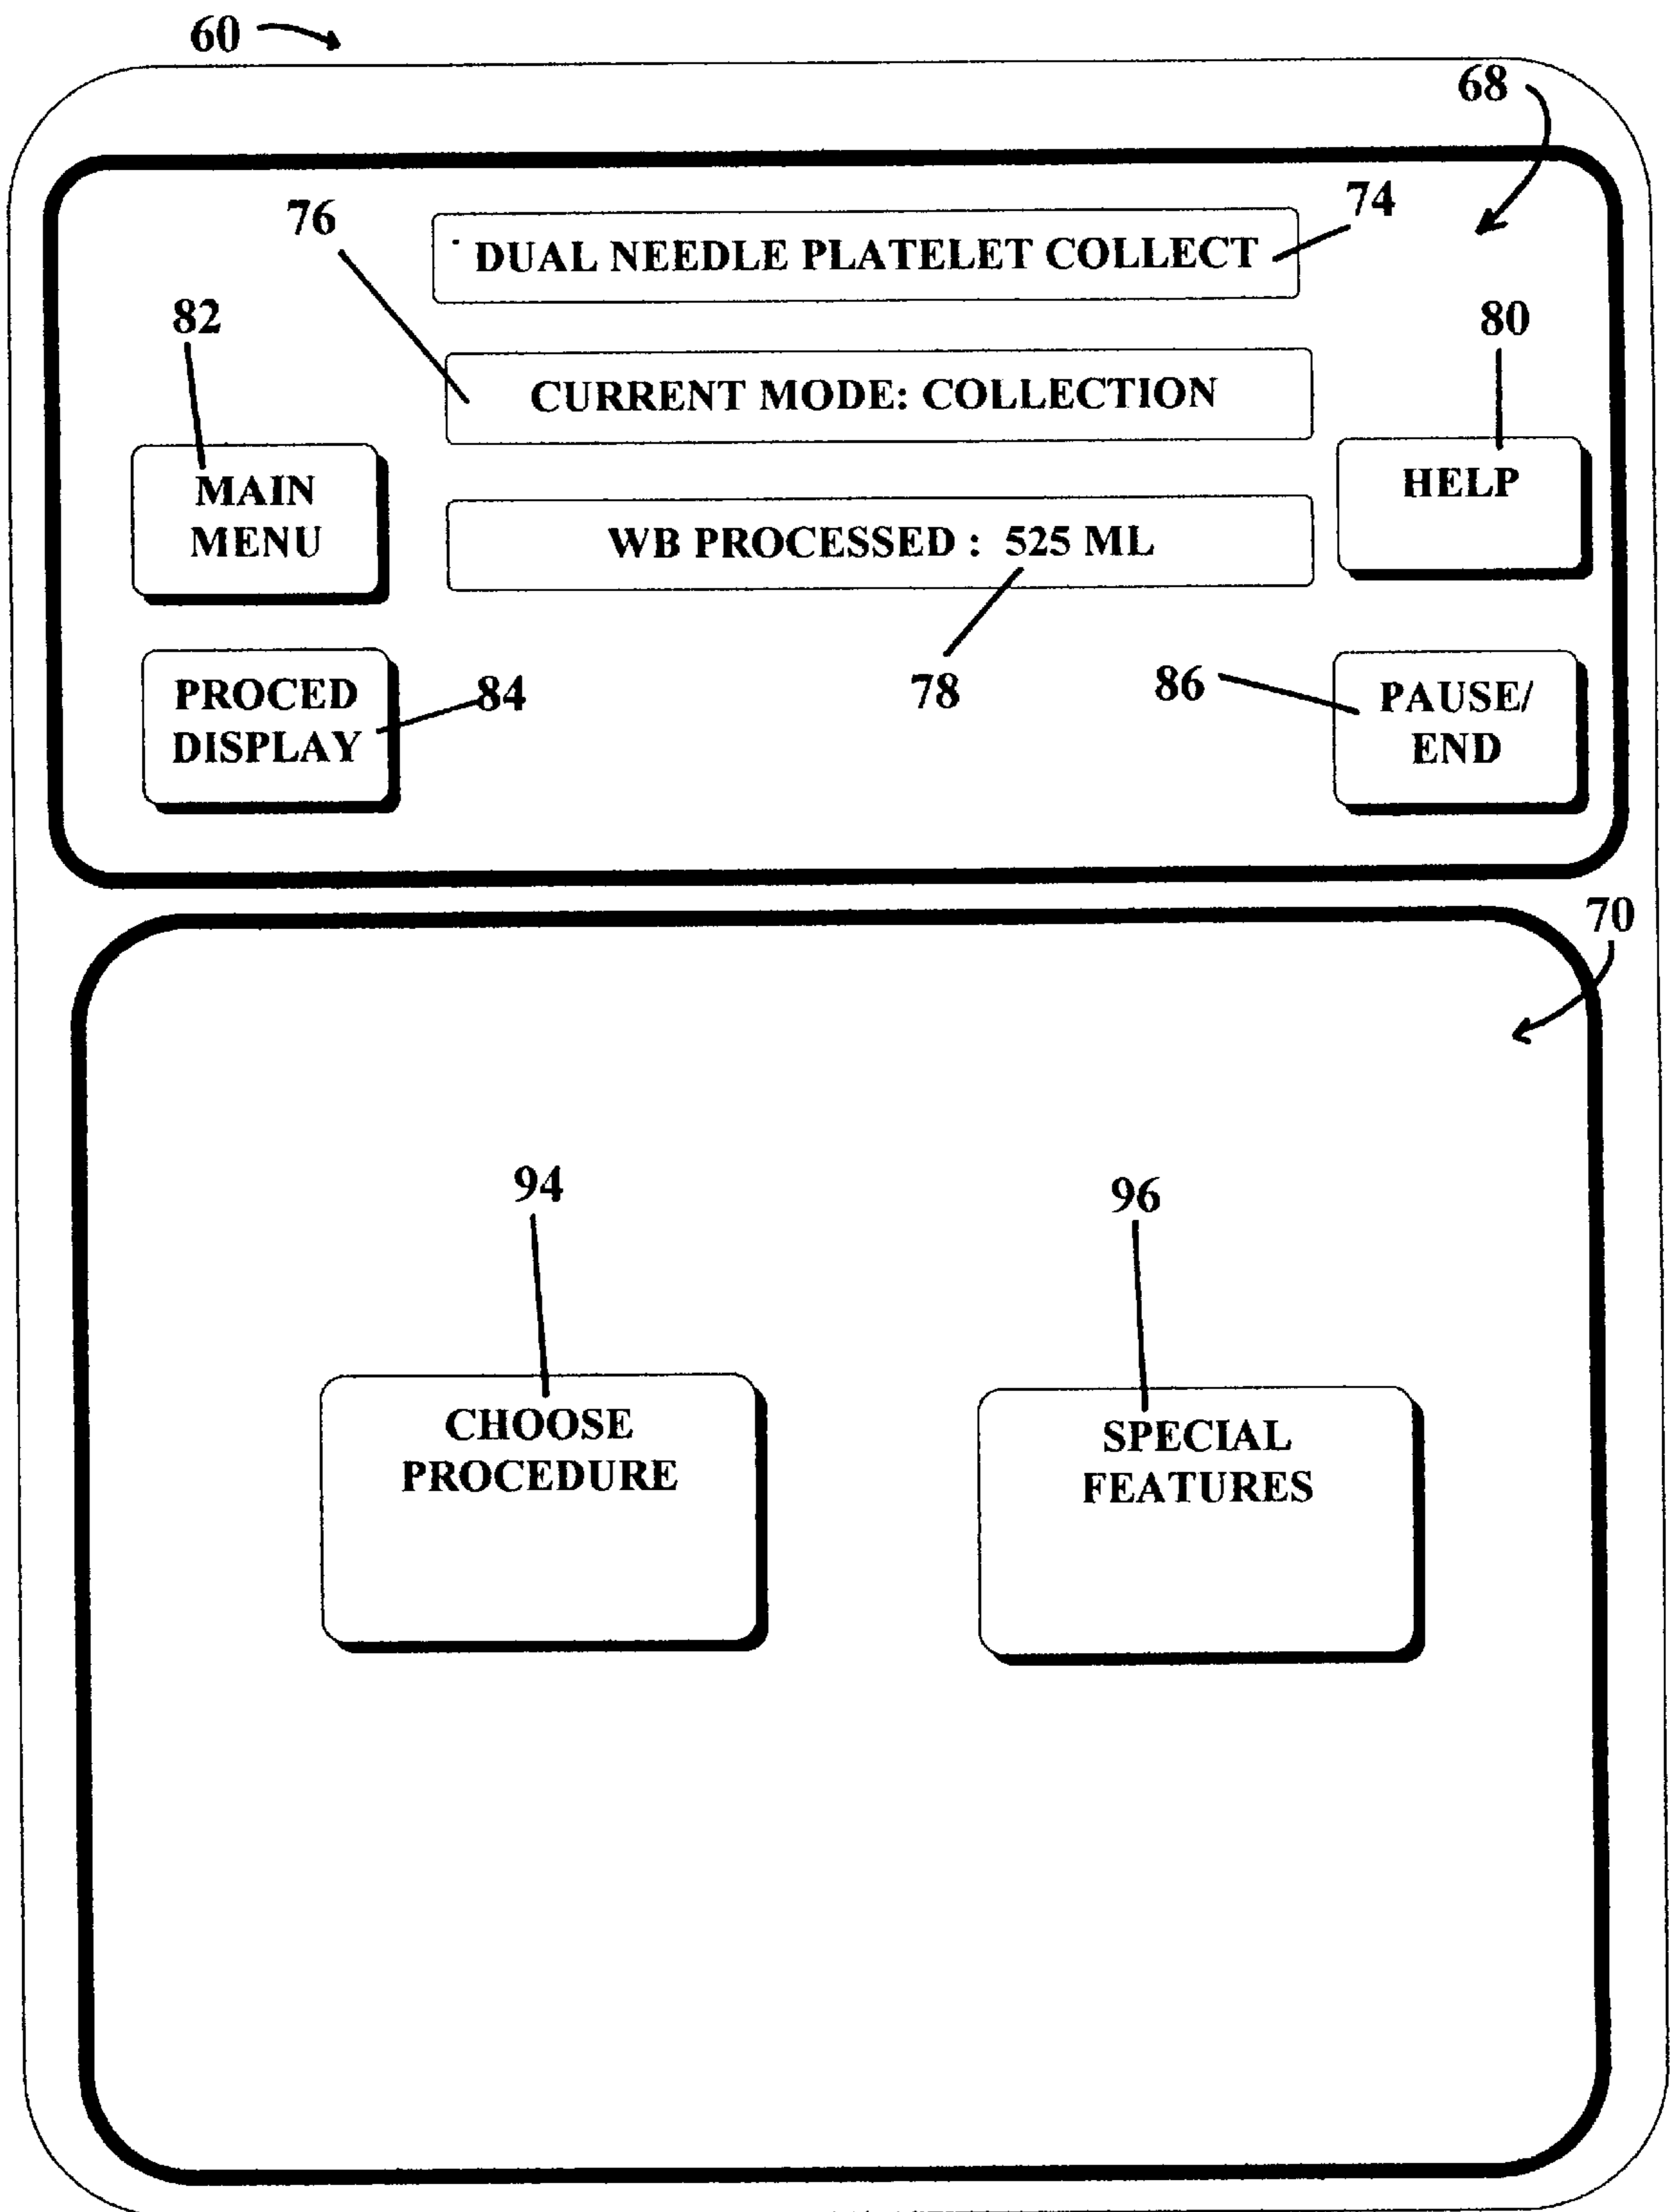 60
68
76
74
DUAL NEEDLE PLATELET COLLECT
82
80
CURRENT MODE: COLLECTION
MAIN
MENU
HELP
WB PROCESSED : 525 ML
PROCED
DISPLAY
84
78
86
PAUSE/
END
70
94
96
CHOOSE
PROCEDURE
SPECIAL
FEATURES